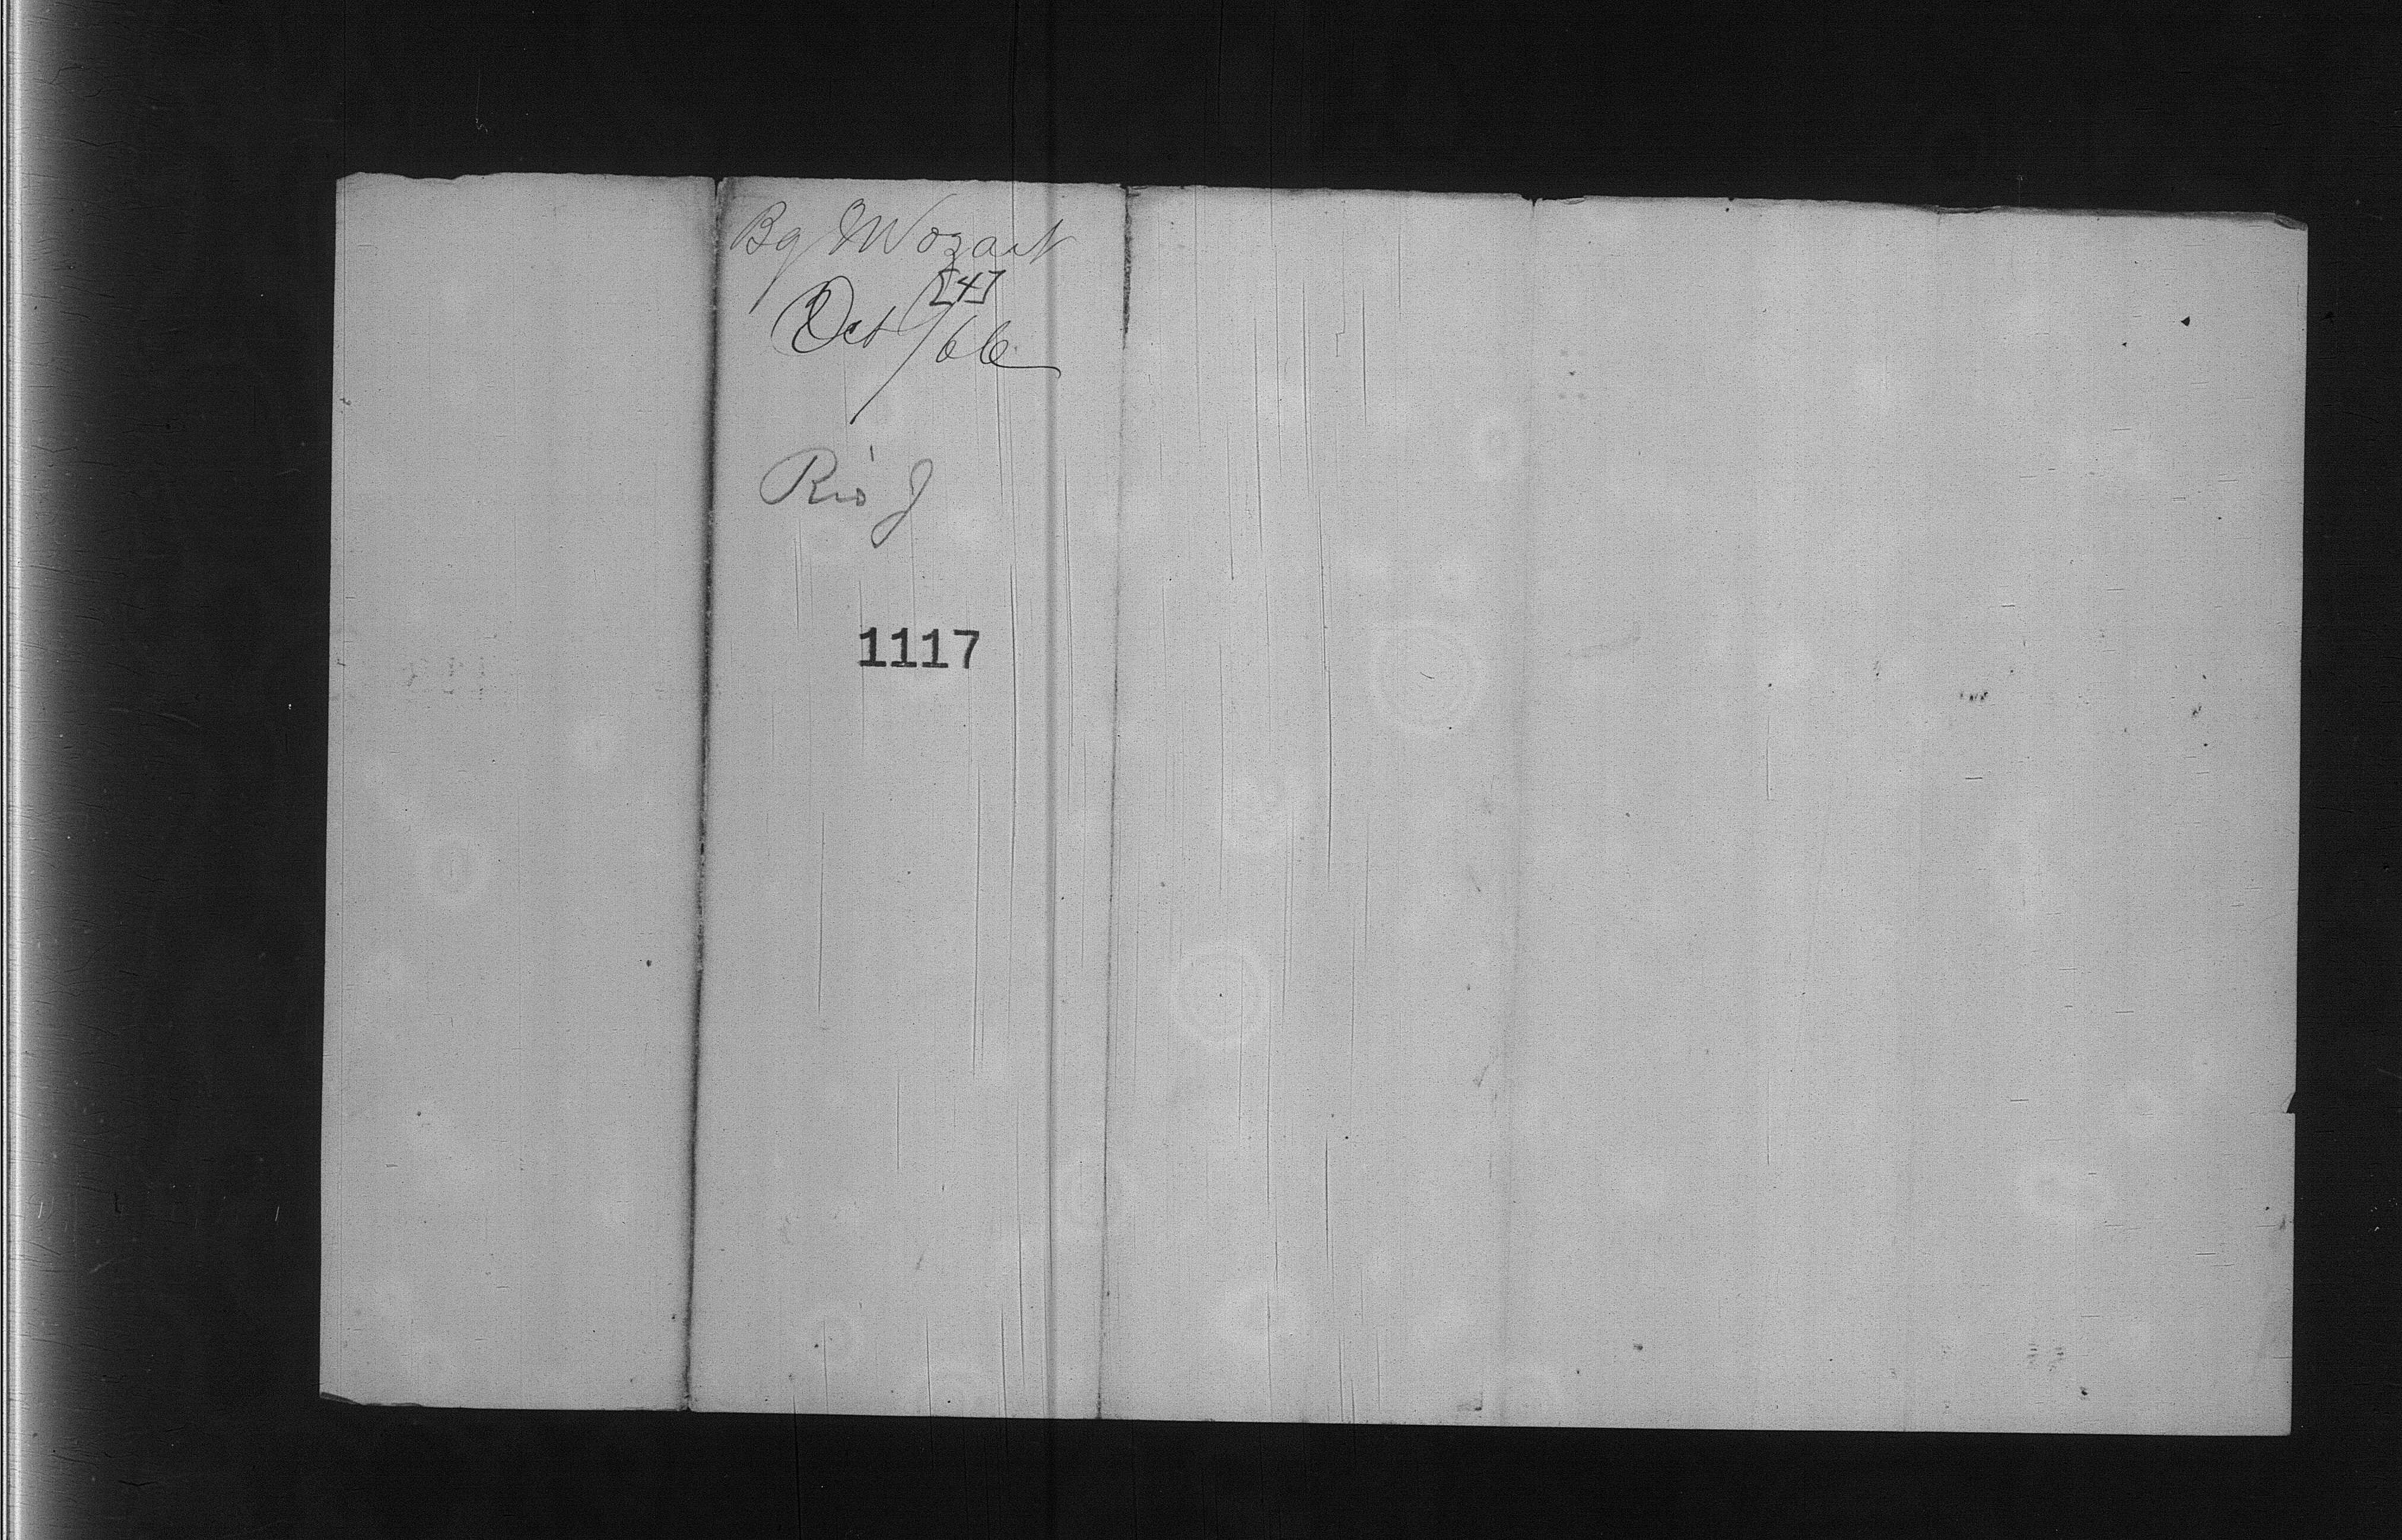 Bg Mozart
[4]
Oct /66
Rio J
1117